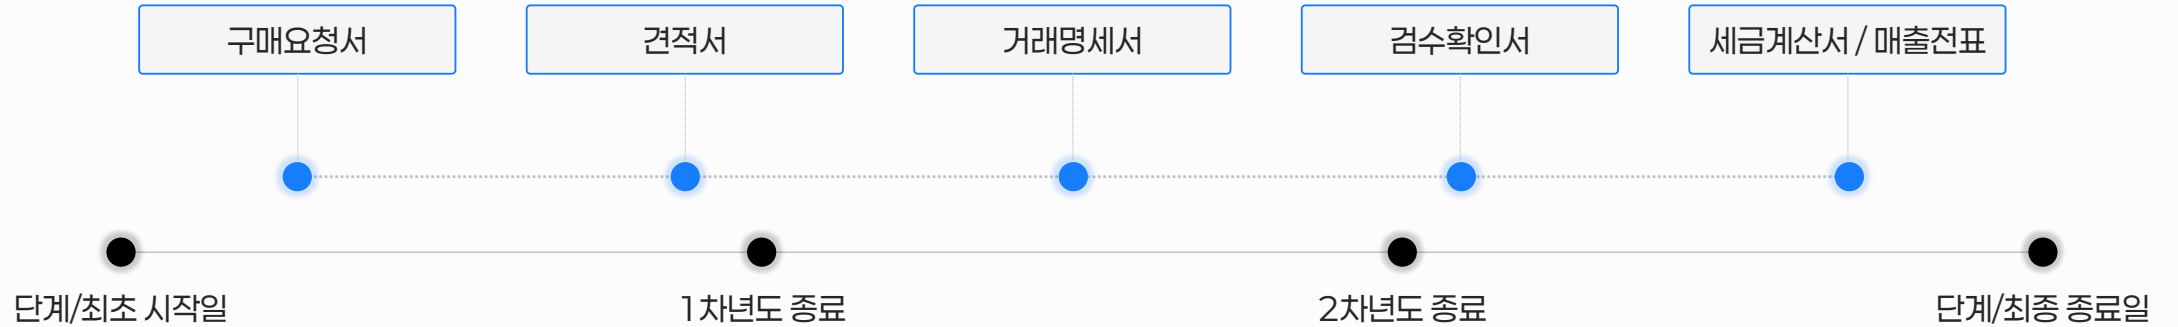 구매요청서
견적서
거래명세서
검수확인서
세금계산서 / 매출전표
단계/최초 시작일
1차년도 종료
2차년도 종료
단계/최종 종료일